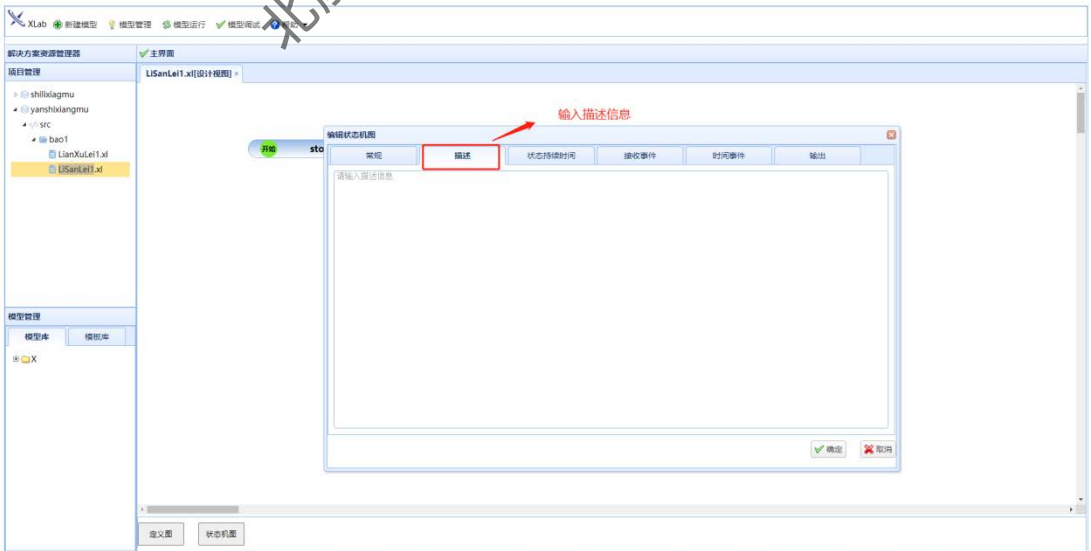 XLab 新建模型 模型管理 模型运行 模型调试 帮助
解决方案资源管理器
主界面
项目管理
LiSanLei1.xl[设计视图]
shilixiagmu
yanshixiangmu
src
bao1
LianXuLei1.xl
LiSanLei1.xl
输入描述信息
开始
sto
编辑状态机图
常规 描述 状态持续时间 接收事件 时间事件 输出
请输入描述信息
确定 取消
模型管理
模型库 模板库
X
定义图 状态机图